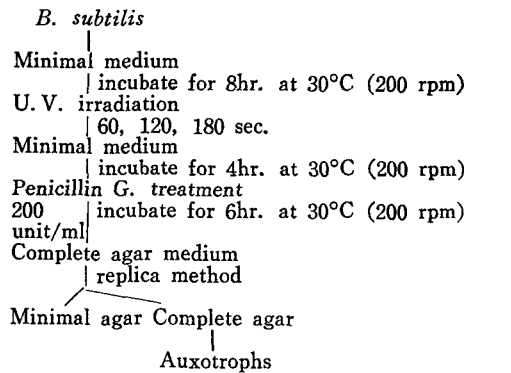 B. subtilis
Minimal medium
incubate for 8hr. at 30°C (200 rpm)
U. V. irradiation
60, 120, 180 sec.
Minimal medium
incubate for 4hr. at 30°C (200 rpm)
Penicillin G. treatment
200 incubate for 6hr. at 30°C (200 rpm)
unit/ml
Complete agar medium
replica method
Minimal agar Complete agar
Auxotrophs